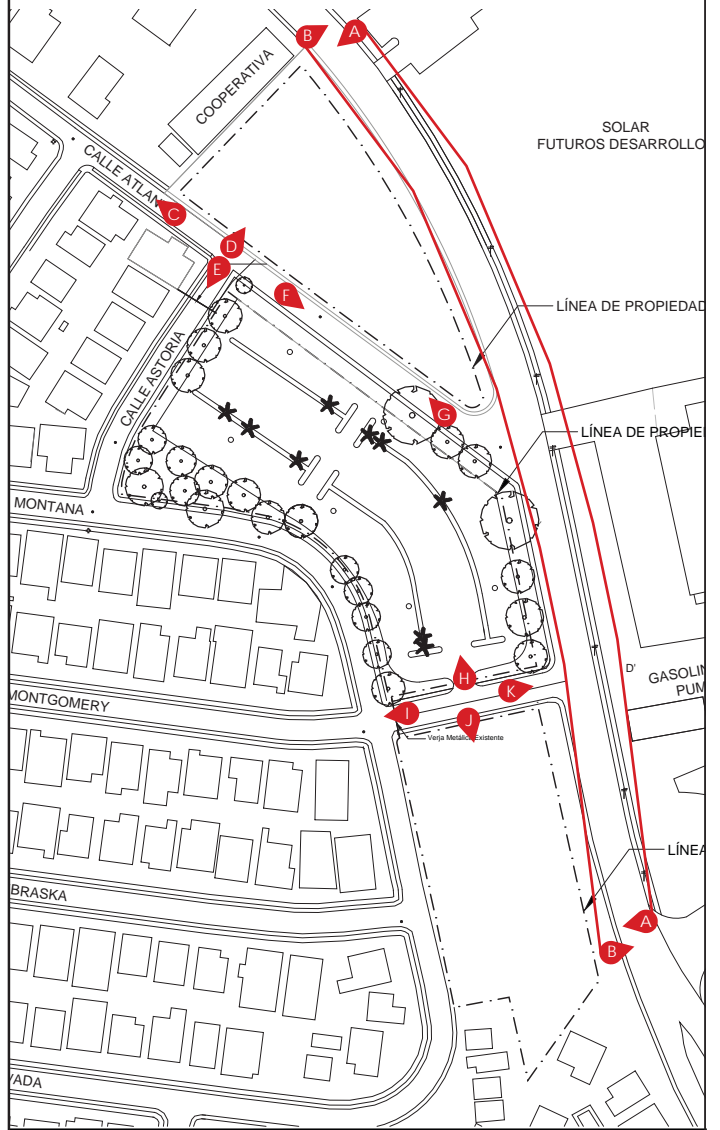 B
A
COOPERATIVA
SOLAR
FUTUROS DESARROLLO
CALLE ATLAN
C
D
E
F
LÍNEA DE PROPIEDAD
CALLE ASTORIA
G
LÍNEA DE PROPIE
MONTANA
H
K
D'
GASOLIN
PUM
MONTGOMERY
I
J
Verja Metálica Existente
LÍNEA
BRASKA
A
B
VADA